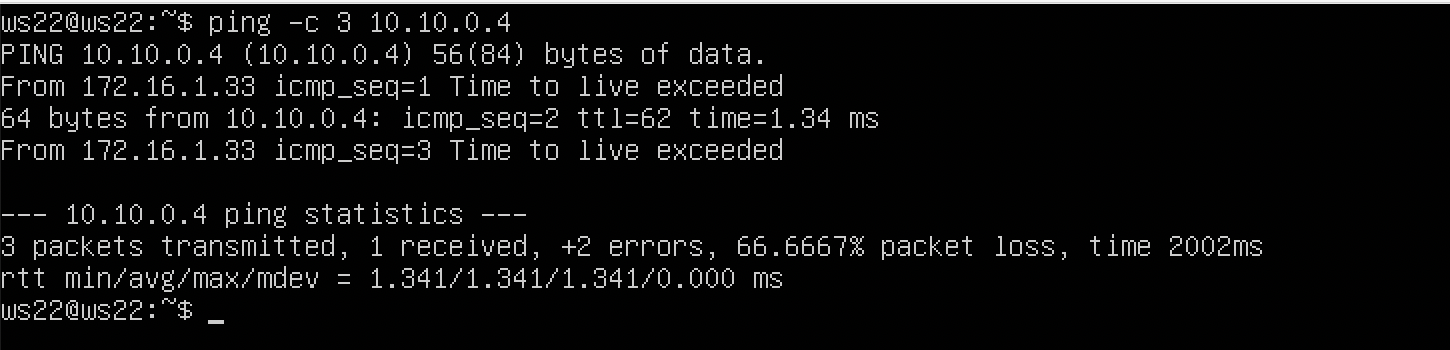 ws22@ws22:~$ ping -c 3 10.10.0.4
PING 10.10.0.4 (10.10.0.4) 56(84) bytes of data.
From 172.16.1.33 icmp_seq=1 Time to live exceeded
64 bytes from 10.10.0.4: icmp_seq=2 ttl=62 time=1.34 ms
From 172.16.1.33 icmp_seq=3 Time to live exceeded

--- 10.10.0.4 ping statistics ---
3 packets transmitted, 1 received, +2 errors, 66.6667% packet loss, time 2002ms
rtt min/avg/max/mdev = 1.341/1.341/1.341/0.000 ms
ws22@ws22:~$ _